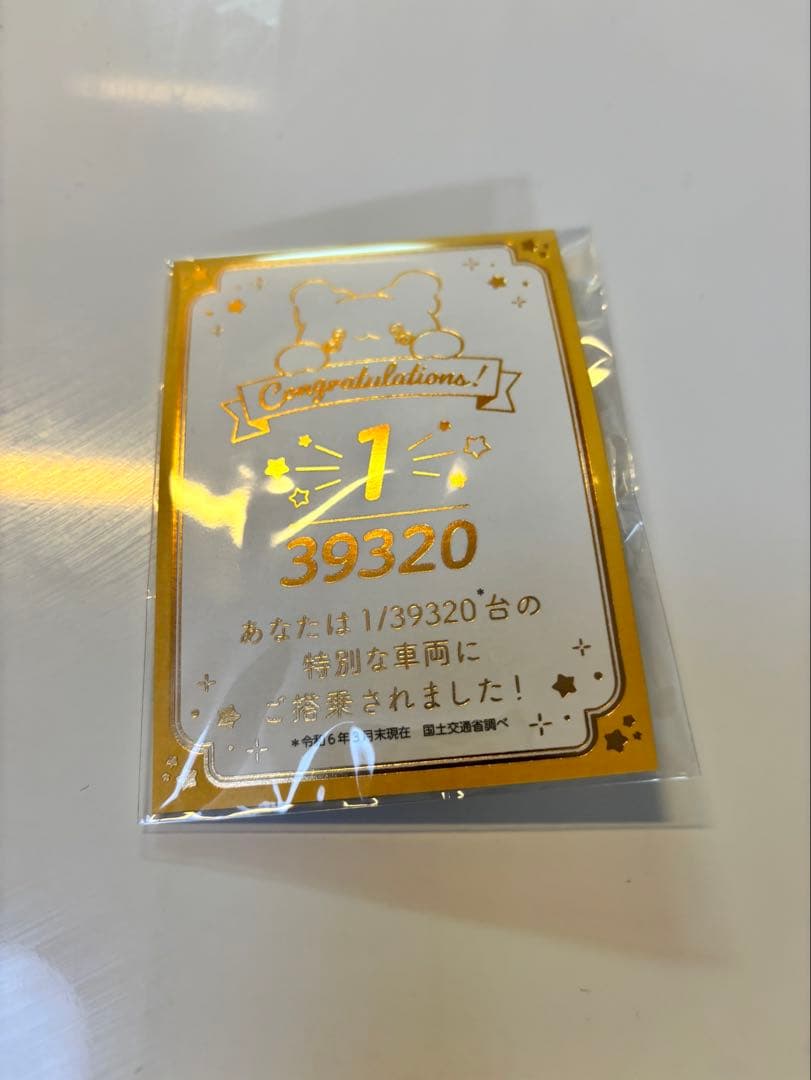 Congratulations!
1
39320
あなたは1/39320*台の
特別な車両に
ご搭乗されました!
*令和6年3月末現在 国土交通省調べ